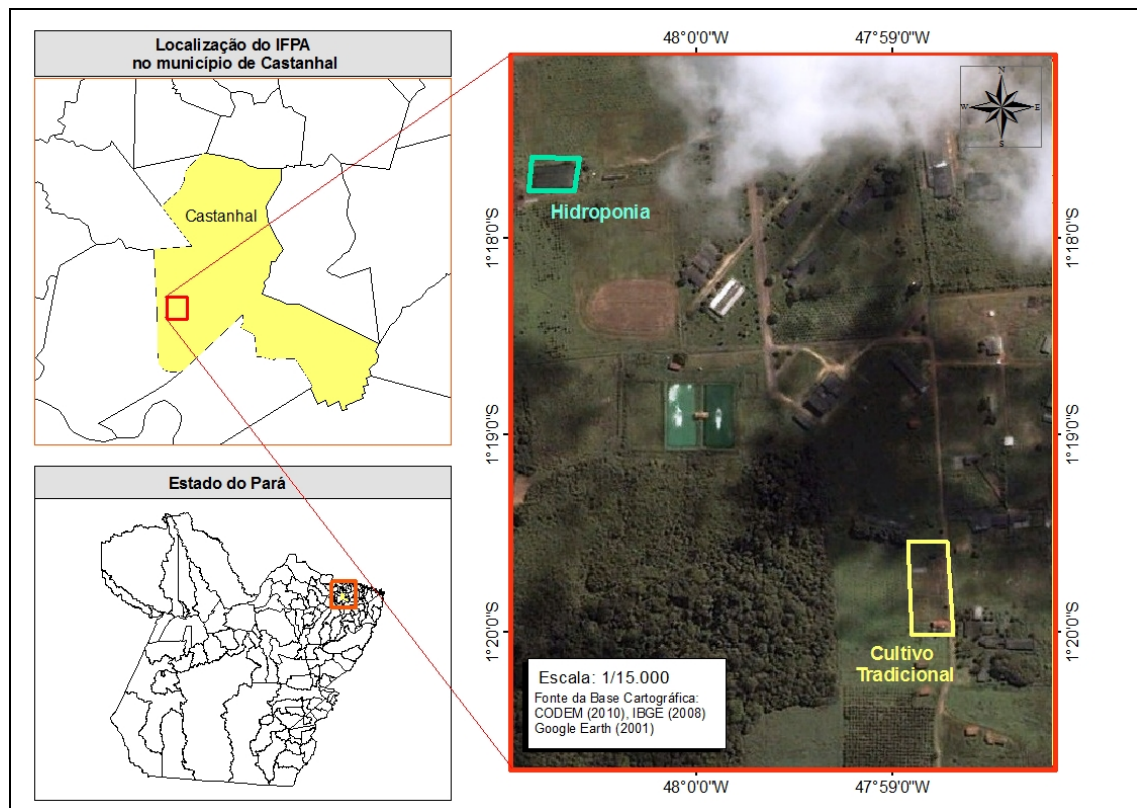 Localização do IFPA
no município de Castanhal
Castanhal
Estado do Pará
48°0'0"W
47°59'0"W
N
W
E
S
Hidroponia
1°18'0"S
1°18'0"S
1°19'0"S
1°19'0"S
1°20'0"S
1°20'0"S
Cultivo
Tradicional
Escala: 1/15.000
Fonte da Base Cartográfica:
CODEM (2010), IBGE (2008)
Google Earth (2001)
48°0'0"W
47°59'0"W